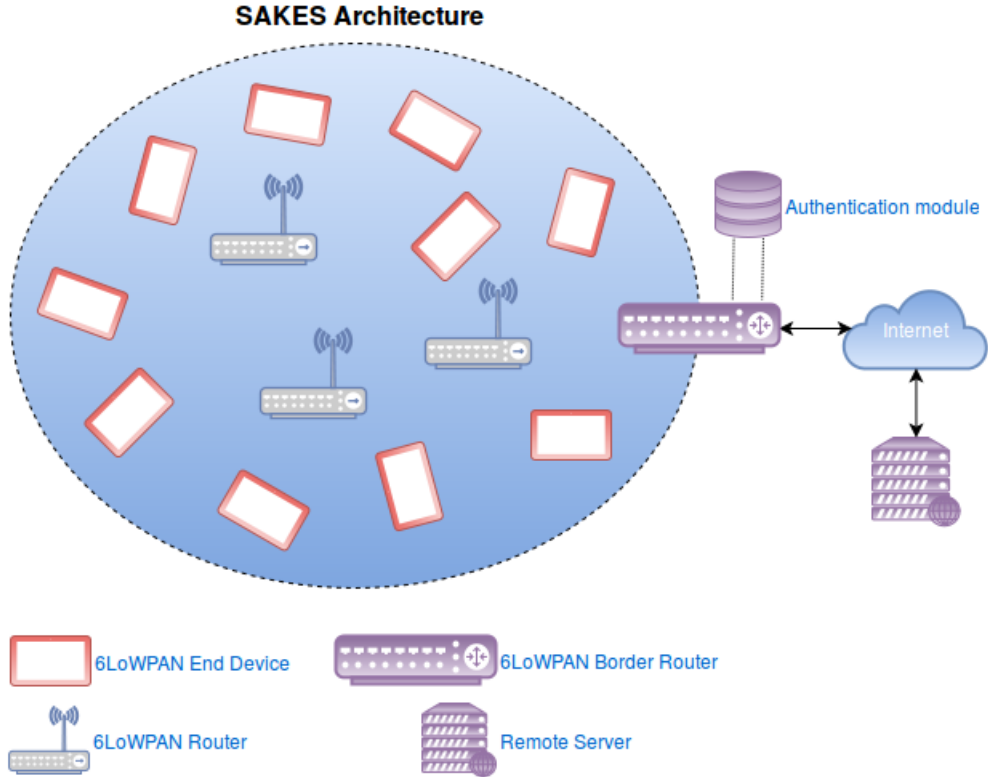 SAKES Architecture
Authentication module
Internet
6LoWPAN End Device
6LoWPAN Border Router
6LoWPAN Router
Remote Server